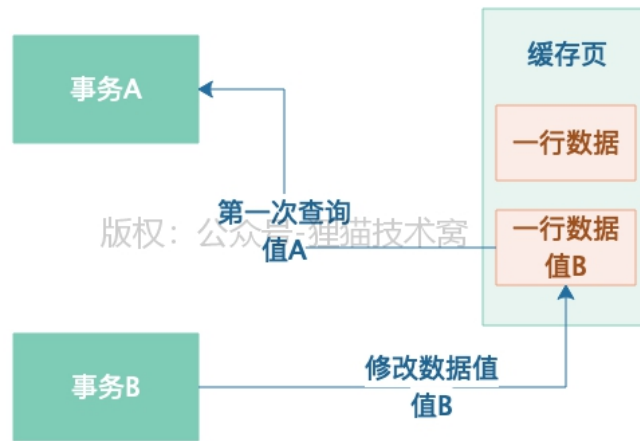 事务A
缓存页
一行数据
第一次查询
值A
版权：公众号-狸猫技术窝
一行数据
值B
事务B
修改数据值
值B